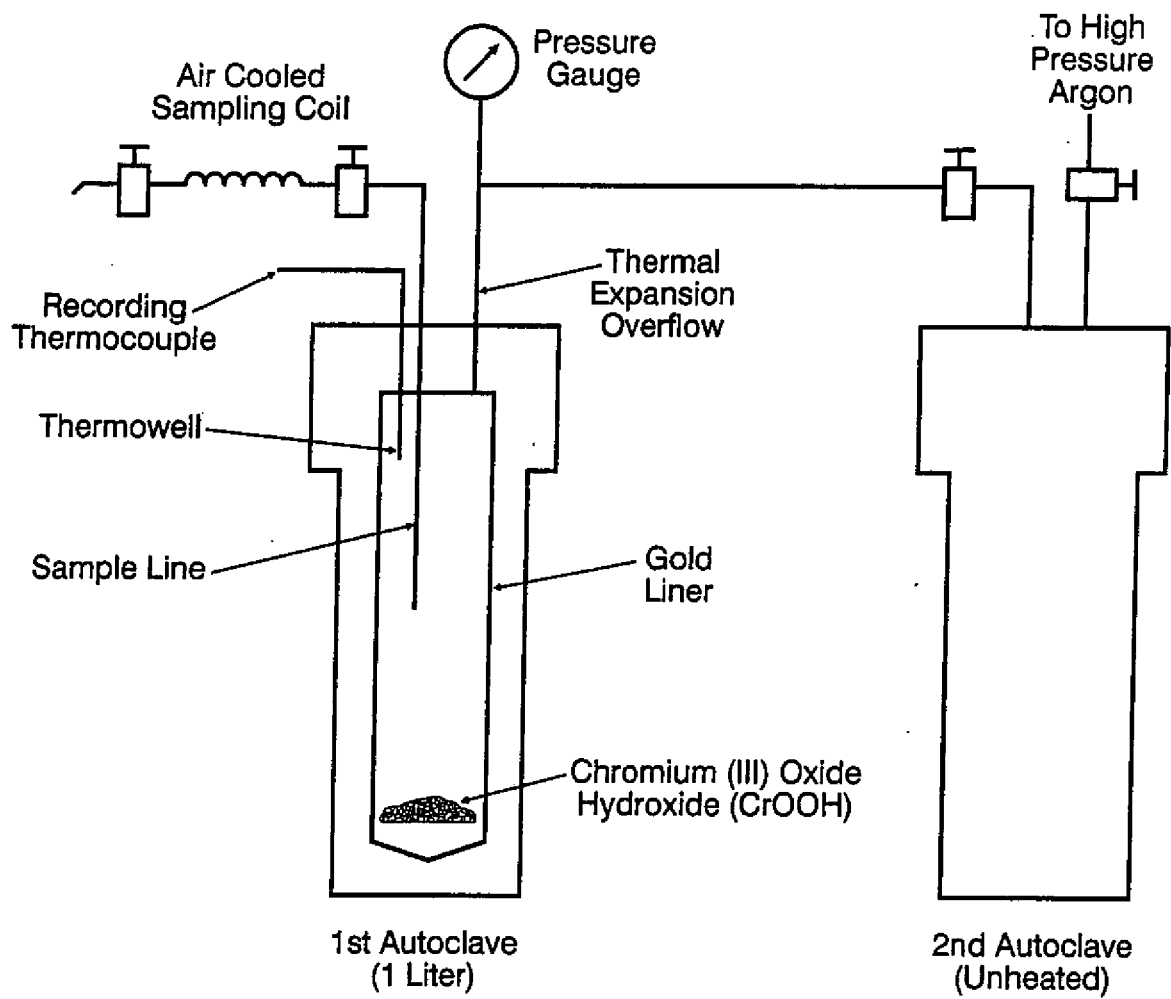 Pressure
Gauge
To High
Pressure
Argon
Air Cooled
Sampling Coil
Recording
Thermocouple
Thermal
Expansion
Overflow
Thermowell
Sample Line
Gold
Liner
Chromium (III) Oxide
Hydroxide (CrOOH)
1st Autoclave
(1 Liter)
2nd Autoclave
(Unheated)